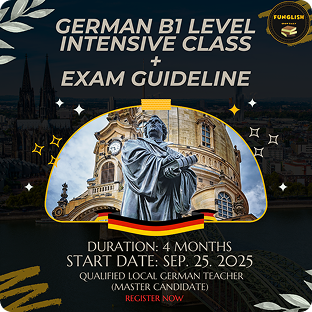 FUNGLISH
GERMAN B1 LEVEL
INTENSIVE CLASS
+
EXAM GUIDELINE
DURATION: 4 MONTHS
START DATE: SEP. 25, 2025
QUALIFIED LOCAL GERMAN TEACHER
(MASTER CANDIDATE)
REGISTER NOW